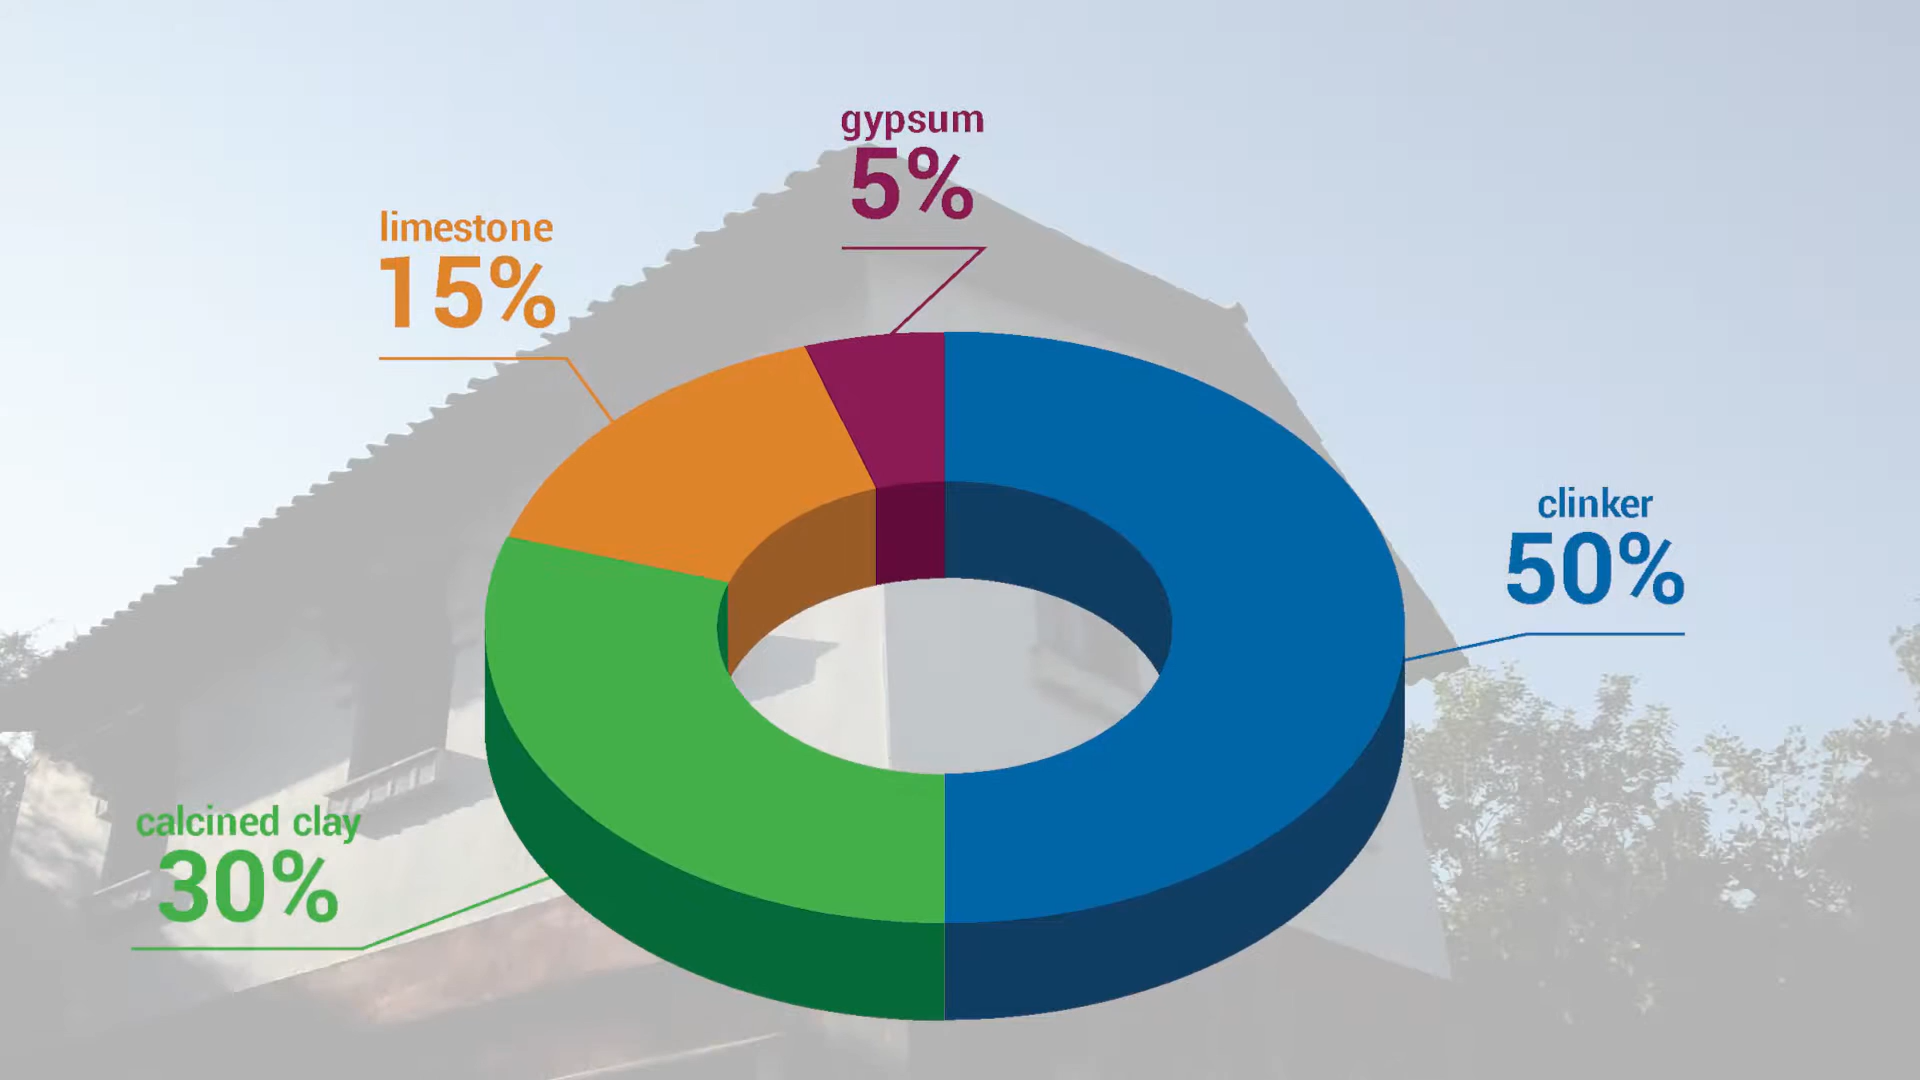 gypsum
5%
limestone
15%
clinker
50%
calcined clay
30%